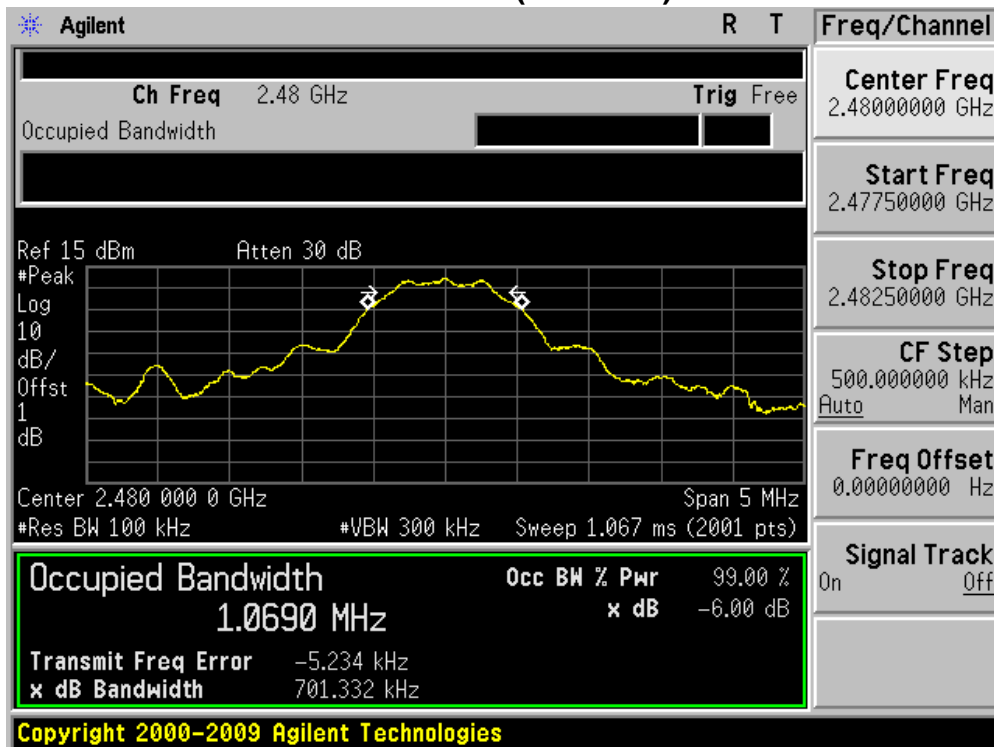 Agilent R T
Freq/Channel
Ch Freq 2.48 GHz Trig Free
Occupied Bandwidth
Center Freq
2.48000000 GHz
Start Freq
2.47750000 GHz
Stop Freq
2.48250000 GHz
CF Step
500.000000 kHz
Auto Man
Freq Offset
0.00000000 Hz
Signal Track
On Off
Ref 15 dBm Atten 30 dB
#Peak
Log
10
dB/
Offst
1
dB
Center 2.480 000 0 GHz Span 5 MHz
#Res BW 100 kHz #VBW 300 kHz Sweep 1.067 ms (2001 pts)
Occupied Bandwidth Occ BW % Pwr 99.00 %
1.0690 MHz x dB -6.00 dB
Transmit Freq Error -5.234 kHz
x dB Bandwidth 701.332 kHz
Copyright 2000-2009 Agilent Technologies